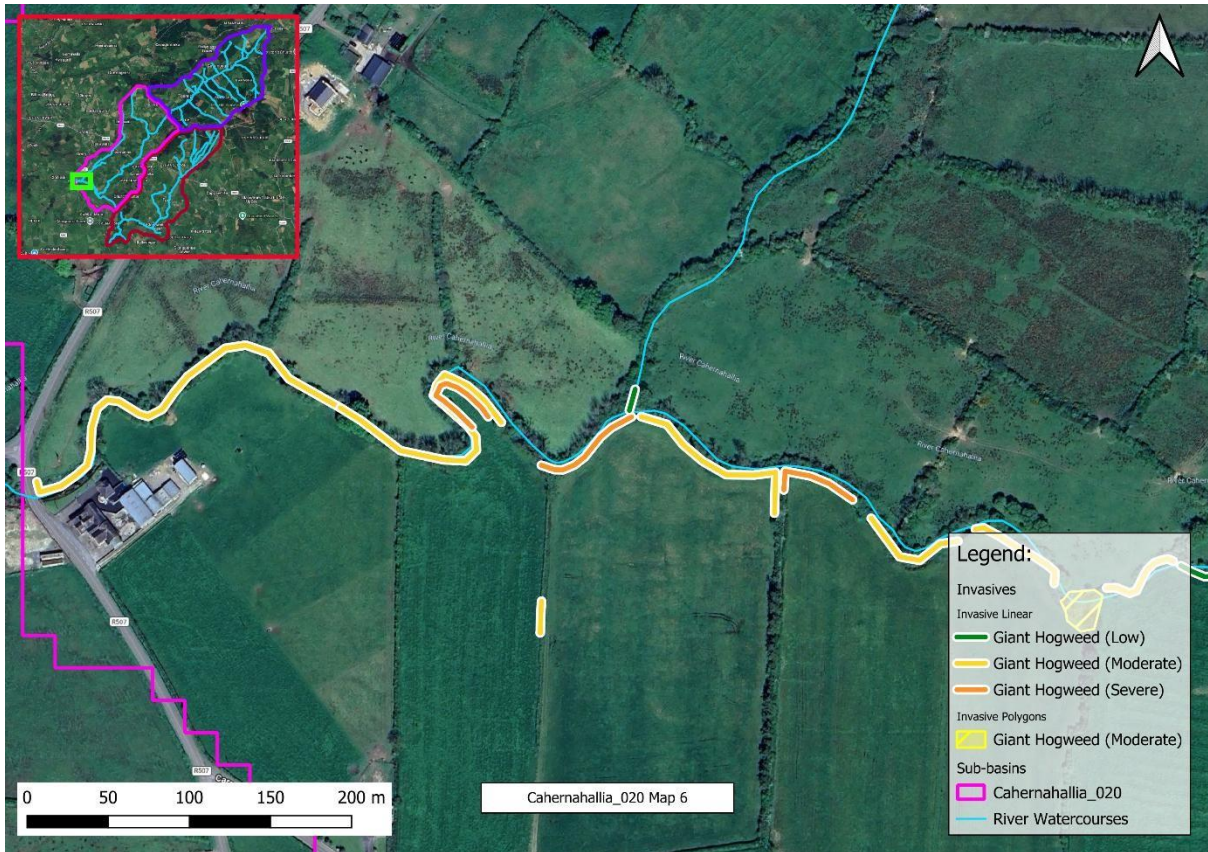 R507
River Cahernahallia
River Cahernahallia
River Cahernahallia
R507
River Cahernahallia
R507
R507
R507
Legend:
Invasives
Invasive Linear
Giant Hogweed (Low)
Giant Hogweed (Moderate)
Giant Hogweed (Severe)
Invasive Polygons
Giant Hogweed (Moderate)
Sub-basins
Cahernahallia_020
River Watercourses
0 50 100 150 200 m
Cahernahallia_020 Map 6